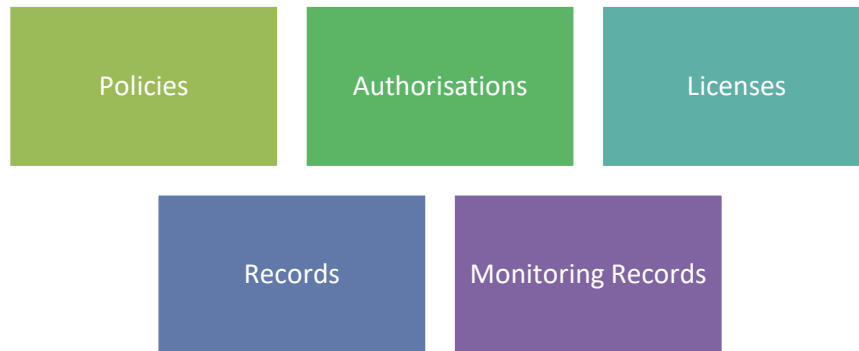 Policies
Authorisations
Licenses
Records
Monitoring Records